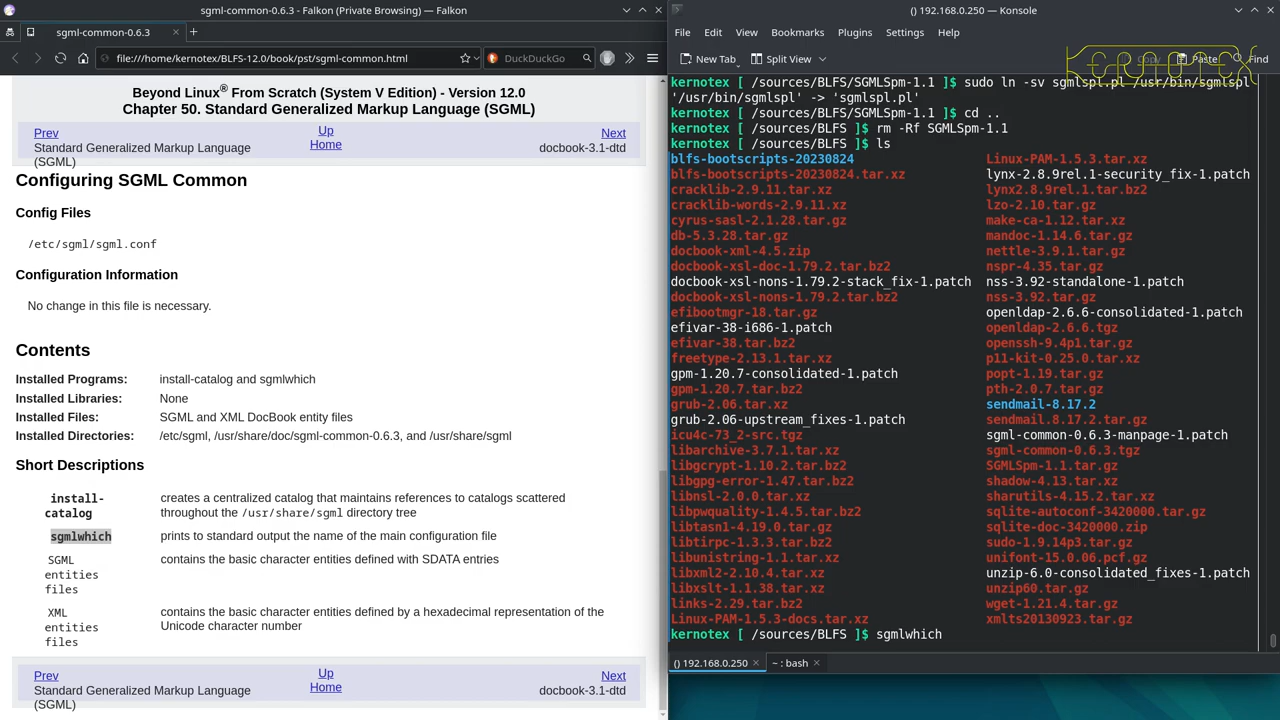 sgml-common-0.6.3 - Falkon (Private Browsing) — Falkon
sgml-common-0.6.3
file:///home/kernotex/BLFS-12.0/book/pst/sgml-common.html
DuckDuckGo
Beyond Linux® From Scratch (System V Edition) - Version 12.0
Chapter 50. Standard Generalized Markup Language (SGML)
Prev
Up
Next
Standard Generalized Markup Language
(SGML)
Home
docbook-3.1-dtd
Configuring SGML Common
Config Files
/etc/sgml/sgml.conf
Configuration Information
No change in this file is necessary.
Contents
Installed Programs: install-catalog and sgmlwhich
Installed Libraries: None
Installed Files: SGML and XML DocBook entity files
Installed Directories: /etc/sgml, /usr/share/doc/sgml-common-0.6.3, and /usr/share/sgml
Short Descriptions
install-
catalog
creates a centralized catalog that maintains references to catalogs scattered
throughout the /usr/share/sgml directory tree
sgmlwhich prints to standard output the name of the main configuration file
SGML
entities
files
contains the basic character entities defined with SDATA entries
XML
entities
files
contains the basic character entities defined by a hexadecimal representation of the
Unicode character number
Prev
Up
Next
Standard Generalized Markup Language
(SGML)
Home
docbook-3.1-dtd
() 192.168.0.250 — Konsole
File Edit View Bookmarks Plugins Settings Help
New Tab Split View Copy Paste Find
KERNOTEX
kernotex [ /sources/BLFS/SGMLSpm-1.1 ]$ sudo ln -sv sgmlspl.pl /usr/bin/sgmlspl
'/usr/bin/sgmlspl' -> 'sgmlspl.pl'
kernotex [ /sources/BLFS/SGMLSpm-1.1 ]$ cd ..
kernotex [ /sources/BLFS ]$ rm -Rf SGMLSpm-1.1
kernotex [ /sources/BLFS ]$ ls
blfs-bootscripts-20230824 Linux-PAM-1.5.3.tar.xz
blfs-bootscripts-20230824.tar.xz lynx-2.8.9rel.1-security_fix-1.patch
cracklib-2.9.11.tar.xz lynx2.8.9rel.1.tar.bz2
cracklib-words-2.9.11.xz lzo-2.10.tar.gz
cyrus-sasl-2.1.28.tar.gz make-ca-1.12.tar.xz
db-5.3.28.tar.gz mandoc-1.14.6.tar.gz
docbook-xml-4.5.zip nettle-3.9.1.tar.gz
docbook-xsl-doc-1.79.2.tar.bz2 nspr-4.35.tar.gz
docbook-xsl-nons-1.79.2-stack_fix-1.patch nss-3.92-standalone-1.patch
docbook-xsl-nons-1.79.2.tar.bz2 nss-3.92.tar.gz
efibootmgr-18.tar.gz openldap-2.6.6-consolidated-1.patch
efivar-38-i686-1.patch openldap-2.6.6.tgz
efivar-38.tar.bz2 openssh-9.4p1.tar.gz
freetype-2.13.1.tar.xz p11-kit-0.25.0.tar.xz
gpm-1.20.7-consolidated-1.patch popt-1.19.tar.gz
gpm-1.20.7.tar.bz2 pth-2.0.7.tar.gz
grub-2.06.tar.xz sendmail-8.17.2
grub-2.06-upstream_fixes-1.patch sendmail.8.17.2.tar.gz
icu4c-73_2-src.tgz sgml-common-0.6.3-manpage-1.patch
libarchive-3.7.1.tar.xz sgml-common-0.6.3.tgz
libgcrypt-1.10.2.tar.bz2 SGMLSpm-1.1.tar.gz
libgpg-error-1.47.tar.bz2 shadow-4.13.tar.xz
libnsl-2.0.0.tar.xz sharutils-4.15.2.tar.xz
libpwquality-1.4.5.tar.bz2 sqlite-autoconf-3420000.tar.gz
libtasn1-4.19.0.tar.gz sqlite-doc-3420000.zip
libtirpc-1.3.3.tar.bz2 sudo-1.9.14p3.tar.gz
libunistring-1.1.tar.xz unifont-15.0.06.pcf.gz
libxml2-2.10.4.tar.xz unzip-6.0-consolidated_fixes-1.patch
libxslt-1.1.38.tar.xz unzip60.tar.gz
links-2.29.tar.bz2 wget-1.21.4.tar.gz
Linux-PAM-1.5.3-docs.tar.xz xmlts20130923.tar.gz
kernotex [ /sources/BLFS ]$ sgmlwhich
() 192.168.0.250 ~ : bash